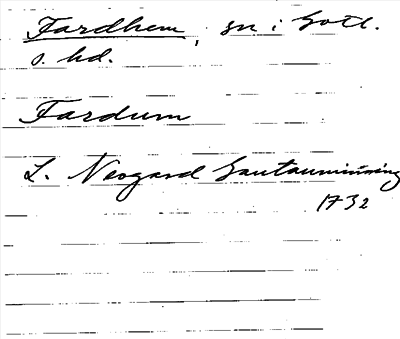 Fardhem, sn i Gotl.
s. hd.
Fardum
L. Neogard Gautauminning
1732